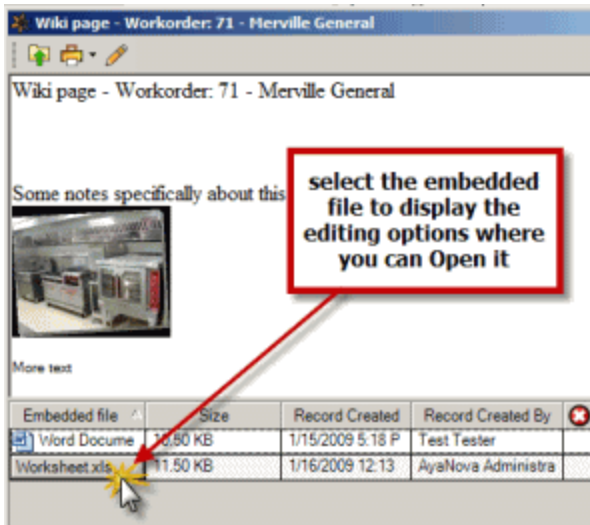 Wiki page - Workorder: 71 - Merville General
Wiki page - Workorder: 71 - Merville General
Some notes specifically about this
select the embedded
file to display the
editing options where
you can Open it
More text
Embedded file Size Record Created Record Created By
Word Docume 10.80 KB 1/15/2009 5:18 P Test Tester
Worksheet.xls 11.50 KB 1/16/2009 12:13 AyaNova Administra